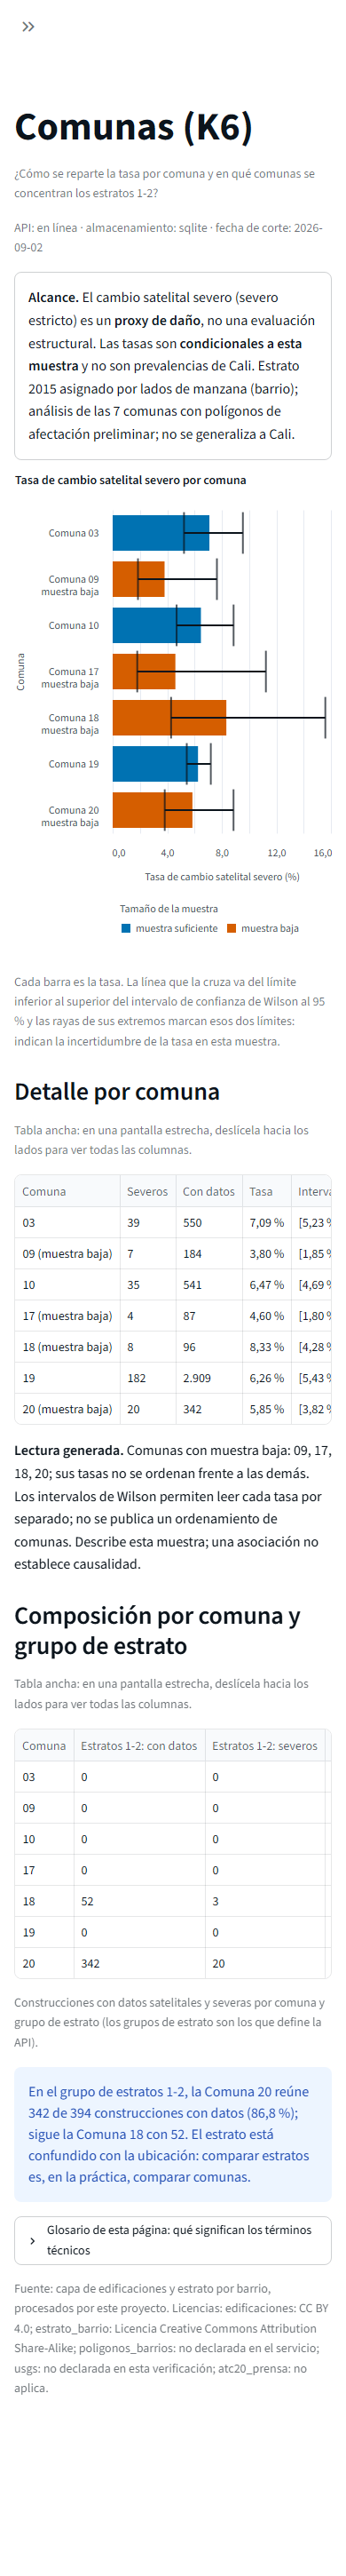 Comunas (K6)
¿Cómo se reparte la tasa por comuna y en qué comunas se
concentran los estratos 1-2?
API: en línea · almacenamiento: sqlite · fecha de corte: 2026-
09-02
Alcance. El cambio satelital severo (severo
estricto) es un proxy de daño, no una evaluación
estructural. Las tasas son condicionales a esta
muestra y no son prevalencias de Cali. Estrato
2015 asignado por lados de manzana (barrio);
análisis de las 7 comunas con polígonos de
afectación preliminar; no se generaliza a Cali.
Tasa de cambio satelital severo por comuna
Comuna
Comuna 03
Comuna 09
muestra baja
Comuna 10
Comuna 17
muestra baja
Comuna 18
muestra baja
Comuna 19
Comuna 20
muestra baja
0,0 4,0 8,0 12,0 16,0
Tasa de cambio satelital severo (%)
Tamaño de la muestra
muestra suficiente muestra baja
Cada barra es la tasa. La línea que la cruza va del límite
inferior al superior del intervalo de confianza de Wilson al 95
% y las rayas de sus extremos marcan esos dos límites:
indican la incertidumbre de la tasa en esta muestra.
Detalle por comuna
Tabla ancha: en una pantalla estrecha, deslícela hacia los
lados para ver todas las columnas.
Comuna Severos Con datos Tasa Interva
03 39 550 7,09 % [5,23 %
09 (muestra baja) 7 184 3,80 % [1,85 %
10 35 541 6,47 % [4,69 %
17 (muestra baja) 4 87 4,60 % [1,80 %
18 (muestra baja) 8 96 8,33 % [4,28 %
19 182 2.909 6,26 % [5,43 %
20 (muestra baja) 20 342 5,85 % [3,82 %
Lectura generada. Comunas con muestra baja: 09, 17,
18, 20; sus tasas no se ordenan frente a las demás.
Los intervalos de Wilson permiten leer cada tasa por
separado; no se publica un ordenamiento de
comunas. Describe esta muestra; una asociación no
establece causalidad.
Composición por comuna y
grupo de estrato
Tabla ancha: en una pantalla estrecha, deslícela hacia los
lados para ver todas las columnas.
Comuna Estratos 1-2: con datos Estratos 1-2: severos
03 0 0
09 0 0
10 0 0
17 0 0
18 52 3
19 0 0
20 342 20
Construcciones con datos satelitales y severas por comuna y
grupo de estrato (los grupos de estrato son los que define la
API).
En el grupo de estratos 1-2, la Comuna 20 reúne
342 de 394 construcciones con datos (86,8 %);
sigue la Comuna 18 con 52. El estrato está
confundido con la ubicación: comparar estratos
es, en la práctica, comparar comunas.
Glosario de esta página: qué significan los términos
técnicos
Fuente: capa de edificaciones y estrato por barrio,
procesados por este proyecto. Licencias: edificaciones: CC BY
4.0; estrato_barrio: Licencia Creative Commons Attribution
Share-Alike; poligonos_barrios: no declarada en el servicio;
usgs: no declarada en esta verificación; atc20_prensa: no
aplica.